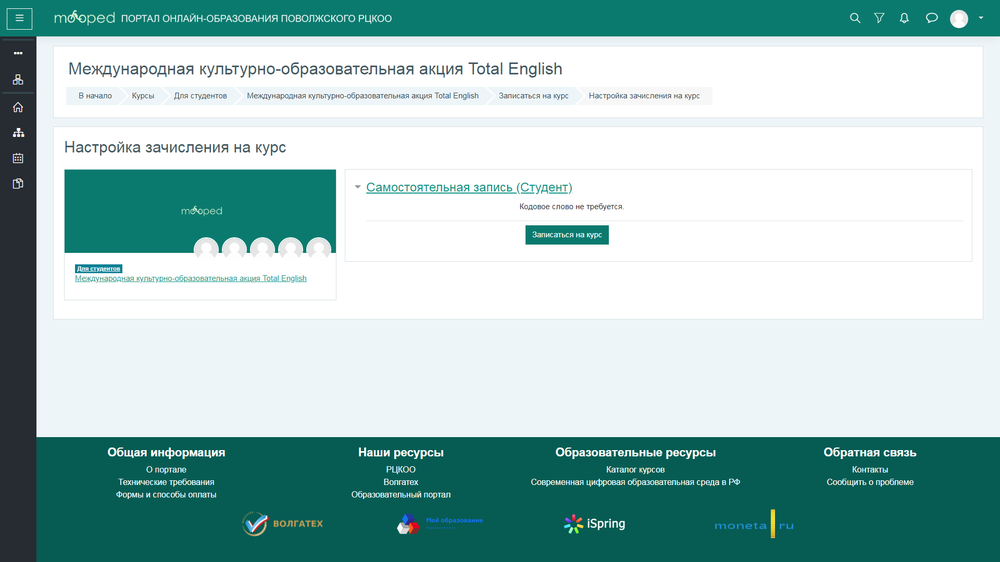 mooped ПОРТАЛ ОНЛАЙН-ОБРАЗОВАНИЯ ПОВОЛЖСКОГО РЦКОО
Международная культурно-образовательная акция Total English
В начало Курсы Для студентов Международная культурно-образовательная акция Total English Записаться на курс Настройка зачисления на курс
Настройка зачисления на курс
mooped
Для студентов
Международная культурно-образовательная акция Total English
Самостоятельная запись (Студент)
Кодовое слово не требуется.
Записаться на курс
Общая информация
О портале
Технические требования
Формы и способы оплаты
Наши ресурсы
РЦКОО
Волгатех
Образовательный портал
Образовательные ресурсы
Каталог курсов
Современная цифровая образовательная среда в РФ
Обратная связь
Контакты
Сообщить о проблеме
ВОЛГАТЕХ
Моё образование
iSpring
moneta ru